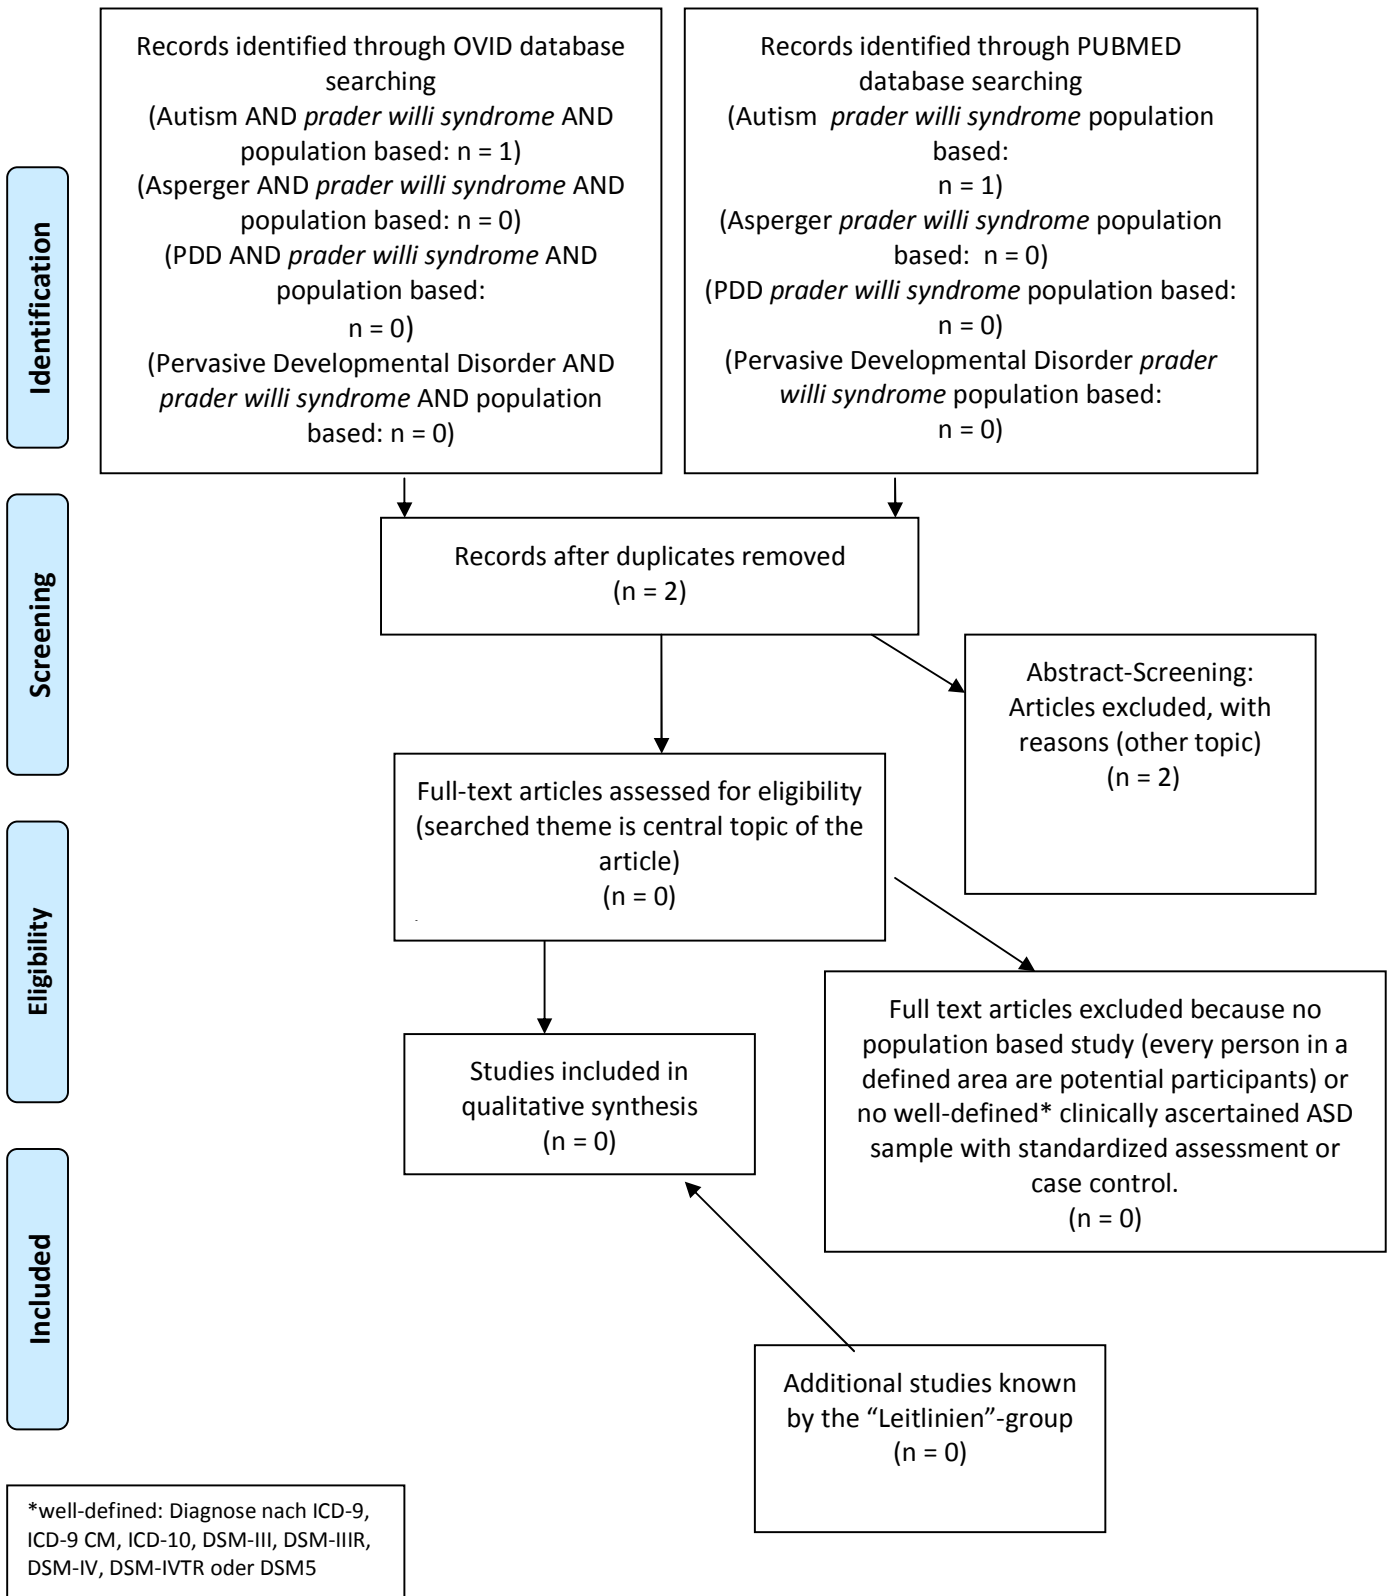 Records identified through OVID database
searching
(Autism AND prader willi syndrome AND
population based: n = 1)
(Asperger AND prader willi syndrome AND
population based: n = 0)
(PDD AND prader willi syndrome AND
population based:
n = 0)
(Pervasive Developmental Disorder AND
prader willi syndrome AND population
based: n = 0)
Records identified through PUBMED
database searching
(Autism prader willi syndrome population
based:
n = 1)
(Asperger prader willi syndrome population
based: n = 0)
(PDD prader willi syndrome population based:
n = 0)
(Pervasive Developmental Disorder prader
willi syndrome population based:
n = 0)
Identification
Records after duplicates removed
(n = 2)
Screening
Abstract-Screening:
Articles excluded, with
reasons (other topic)
(n = 2)
Full-text articles assessed for eligibility
(searched theme is central topic of the
article)
(n = 0)
Eligibility
Full text articles excluded because no
population based study (every person in a
defined area are potential participants) or
no well-defined* clinically ascertained ASD
sample with standardized assessment or
case control.
(n = 0)
Studies included in
qualitative synthesis
(n = 0)
Included
Additional studies known
by the “Leitlinien”-group
(n = 0)
*well-defined: Diagnose nach ICD-9,
ICD-9 CM, ICD-10, DSM-III, DSM-IIIR,
DSM-IV, DSM-IVTR oder DSM5